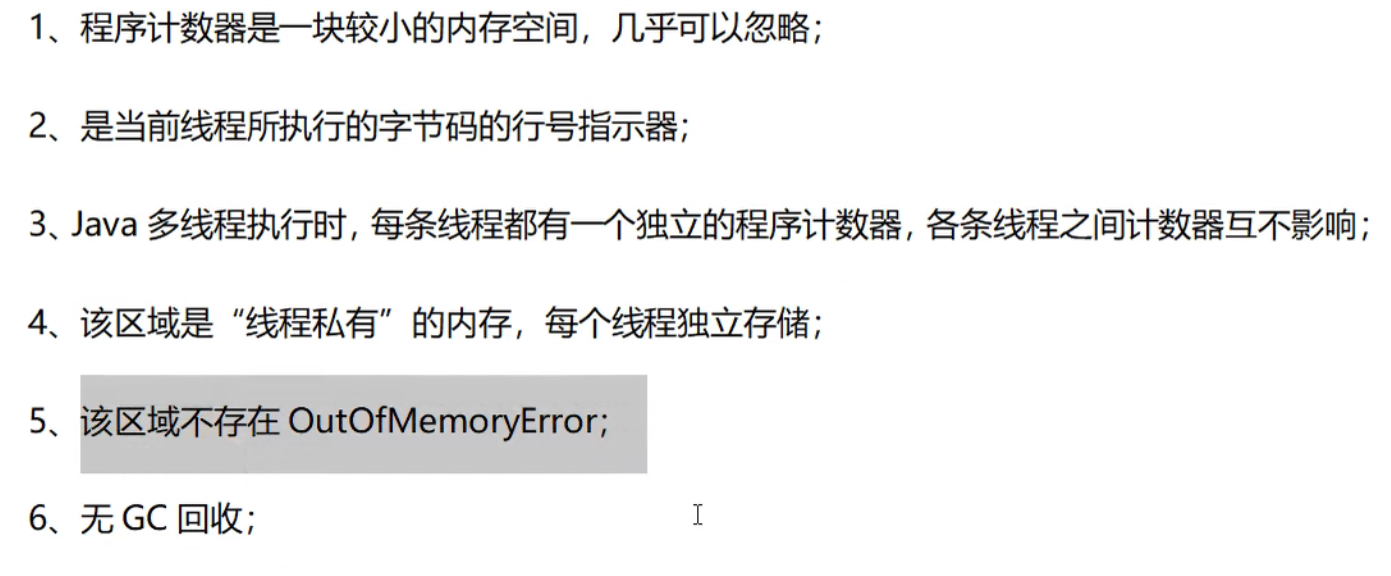 1、程序计数器是一块较小的内存空间，几乎可以忽略；
2、是当前线程所执行的字节码的行号指示器；
3、Java 多线程执行时，每条线程都有一个独立的程序计数器，各条线程之间计数器互不影响；
4、该区域是“线程私有”的内存，每个线程独立存储；
5、该区域不存在 OutOfMemoryError；
6、无 GC 回收；